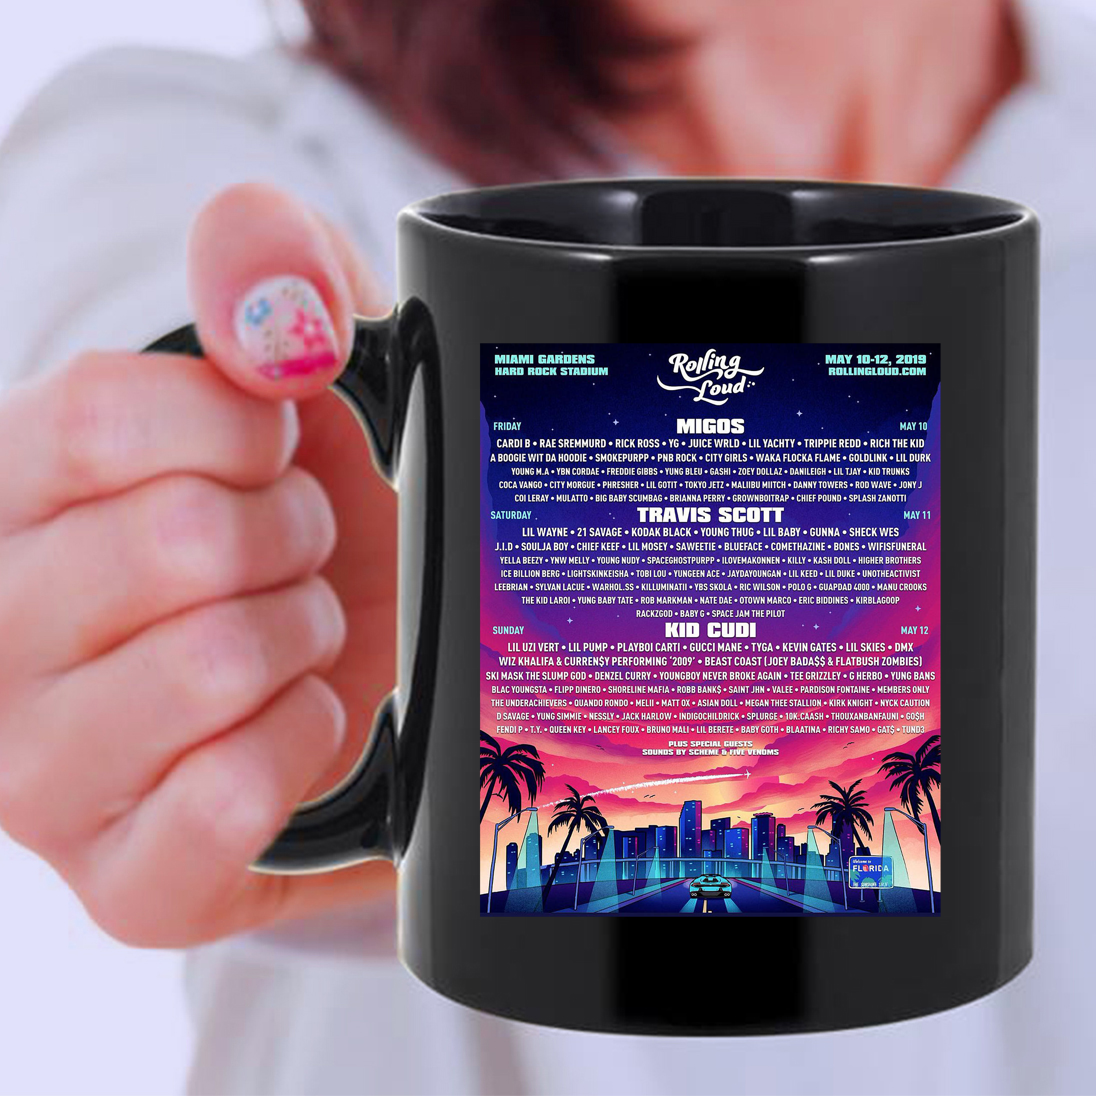 MIAMI GARDENS
HARD ROCK STADIUM
Rolling Loud
MAY 10-12, 2019
ROLLINGLOUD.COM
FRIDAY
MIGOS
MAY 10
CARDI B • RAE SREMMURD • RICK ROSS • YG • JUICE WRLD • LIL YACHTY • TRIPPIE REDD • RICH THE KID
A BOOGIE WIT DA HOODIE • SMOKEPURPP • PNB ROCK • CITY GIRLS • WAKA FLOCKA FLAME • GOLDLINK • LIL DURK
YOUNG M.A • YBN CORDAE • FREDDIE GIBBS • YUNG BLEU • GASHI • ZOEY DOLLAZ • DANILEIGH • LIL TJAY • KID TRUNKS
COCA VANGO • CITY MORGUE • PHRESHER • LIL GOTIT • TOKYO JETZ • MALIIBU MIITCH • DANNY TOWERS • ROD WAVE • JONY J
COI LERAY • MULATTO • BIG BABY SCUMBAG • BRIANNA PERRY • GROWNBOITRAP • CHIEF POUND • SPLASH ZANOTTI
SATURDAY
TRAVIS SCOTT
MAY 11
LIL WAYNE • 21 SAVAGE • KODAK BLACK • YOUNG THUG • LIL BABY • GUNNA • SHECK WES
J.I.D • SOULJA BOY • CHIEF KEEF • LIL MOSEY • SAWEETIE • BLUEFACE • COMETHAZINE • BONES • WIFISFUNERAL
YELLA BEEZY • YNW MELLY • YOUNG NUDY • SPACEGHOSTPURPP • ILOVEMAKONNEN • KILLY • KASH DOLL • HIGHER BROTHERS
ICE BILLION BERG • LIGHTSKINKEISHA • TOBI LOU • YUNGEEN ACE • JAYDAYOUNGAN • LIL KEED • LIL DUKE • UNOTHEACTIVIST
LEEBRIAN • SYLVAN LACUE • WARHOL.SS • KILLUMINATII • YBS SKOLA • RIC WILSON • POLO G • GUAPDAD 4000 • MANU CROOKS
THE KID LAROI • YUNG BABY TATE • ROB MARKMAN • NATE DAE • OTOWN MARCO • ERIC BIDDINES • KIRBLAGOOP
RACKZGOD • BABY G • SPACE JAM THE PILOT
SUNDAY
KID CUDI
MAY 12
LIL UZI VERT • LIL PUMP • PLAYBOI CARTI • GUCCI MANE • TYGA • KEVIN GATES • LIL SKIES • DMX
WIZ KHALIFA & CURREN$Y PERFORMING '2009' • BEAST COAST (JOEY BADA$$ & FLATBUSH ZOMBIES)
SKI MASK THE SLUMP GOD • DENZEL CURRY • YOUNGBOY NEVER BROKE AGAIN • TEE GRIZZLEY • G HERBO • YUNG BANS
BLAC YOUNGSTA • FLIPP DINERO • SHORELINE MAFIA • ROBB BANK$ • SAINT JHN • VALEE • PARDISON FONTAINE • MEMBERS ONLY
THE UNDERACHIEVERS • QUANDO RONDO • MELII • MATT OX • ASIAN DOLL • MEGAN THEE STALLION • KIRK KNIGHT • NYCK CAUTION
D SAVAGE • YUNG SIMMIE • NESSLY • JACK HARLOW • INDIGOCHILDRICK • SPLURGE • 10K.CAASH • THOUXANBANFAUNI • GO$H
FENDI P • T.Y. • QUEEN KEY • LANCEY FOUX • BRUNO MALI • LIL BERETE • BABY GOTH • BLAATINA • RICHY SAMO • GAT$ • TUND3
PLUS SPECIAL GUESTS
SOUNDS BY SCHEME & FIVE VENOMS
Welcome to
FLORIDA